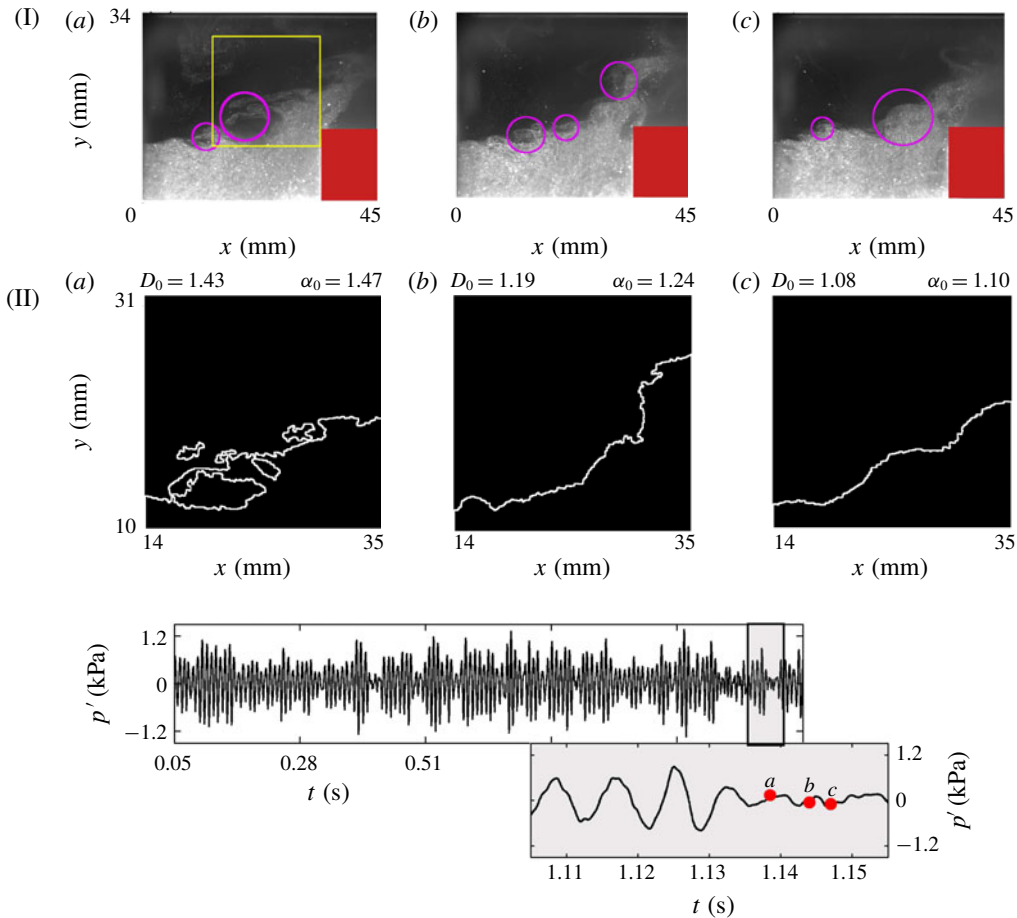 (I)
34
(a)
(b)
(c)
y (mm)
0
45
0
45
0
45
x (mm)
x (mm)
x (mm)
(II)
(a)
D₀ = 1.43
α₀ = 1.47
(b)
D₀ = 1.19
α₀ = 1.24
(c)
D₀ = 1.08
α₀ = 1.10
31
y (mm)
10
14
35
14
35
14
35
x (mm)
x (mm)
x (mm)
1.2
0
−1.2
p′ (kPa)
0.05
0.28
0.51
t (s)
a
b
c
1.2
0
−1.2
p′ (kPa)
1.11
1.12
1.13
1.14
1.15
t (s)